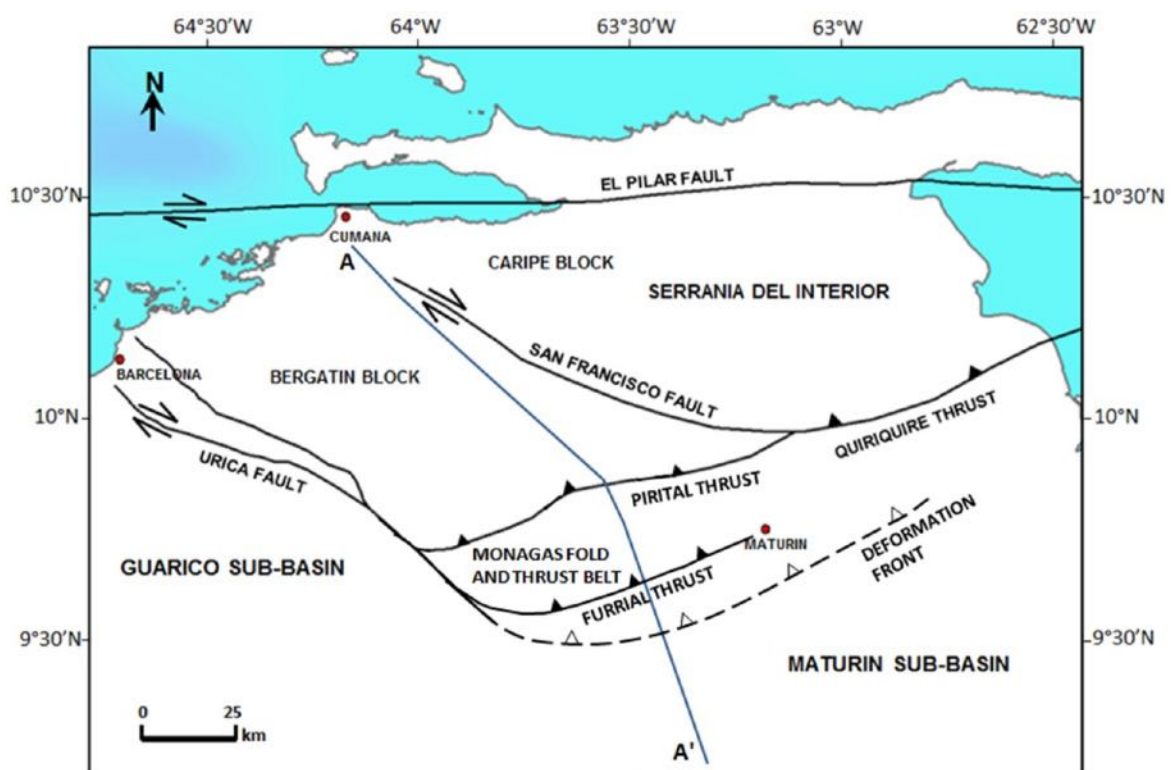 64°30'W 64°W 63°30'W 63°W 62°30'W
N
10°30'N
10°30'N
EL PILAR FAULT
CUMANA
A
CARIPE BLOCK
SERRANIA DEL INTERIOR
BARCELONA
BERGATIN BLOCK
SAN FRANCISCO FAULT
10°N
10°N
QUIRIQUIRE THRUST
URICA FAULT
PIRITAL THRUST
MATURIN
DEFORMATION
FRONT
GUARICO SUB-BASIN
MONAGAS FOLD
AND THRUST BELT
FURRIAL THRUST
9°30'N
9°30'N
MATURIN SUB-BASIN
0 25
km
A'